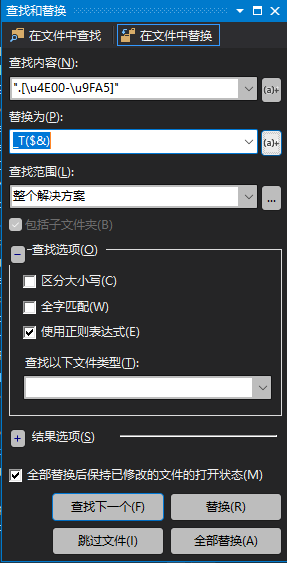 查找和替换
在文件中查找 在文件中替换
查找内容(N):
".[\u4E00-\u9FA5]"
(a)+
替换为(P):
_T($&)
(a)+
查找范围(L):
整个解决方案
...
包括子文件夹(B)
查找选项(O)
区分大小写(C)
全字匹配(W)
使用正则表达式(E)
查找以下文件类型(T):
结果选项(S)
全部替换后保持已修改的文件的打开状态(M)
查找下一个(F) 替换(R)
跳过文件(I) 全部替换(A)